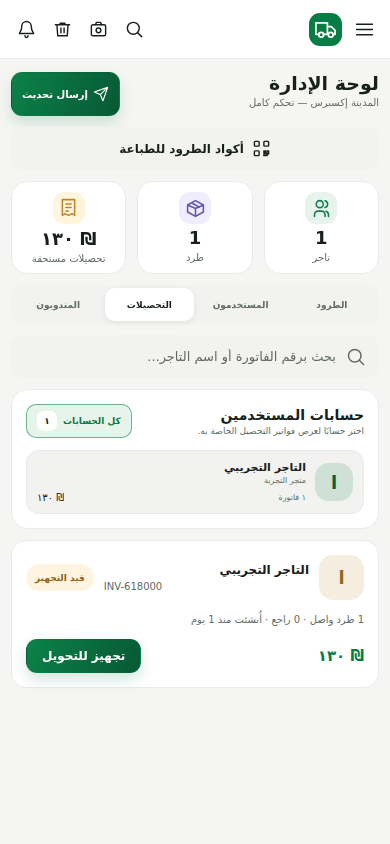 لوحة الإدارة
المدينة إكسبرس — تحكم كامل
إرسال تحديث
أكواد الطرود للطباعة
1
تاجر
1
طرد
₪ ١٣٠
تحصيلات مستحقة
الطرود
المستخدمون
التحصيلات
المندوبون
بحث برقم الفاتورة أو اسم التاجر...
حسابات المستخدمين
اختر حسابًا لعرض فواتير التحصيل الخاصة به.
كل الحسابات ١
ا
التاجر التجريبي
متجر التجربة
١ فاتورة
₪ ١٣٠
ا
التاجر التجريبي
INV-618000
قيد التجهيز
1 طرد واصل · 0 راجع · أُنشئت منذ 1 يوم
₪ ١٣٠
تجهيز للتحويل